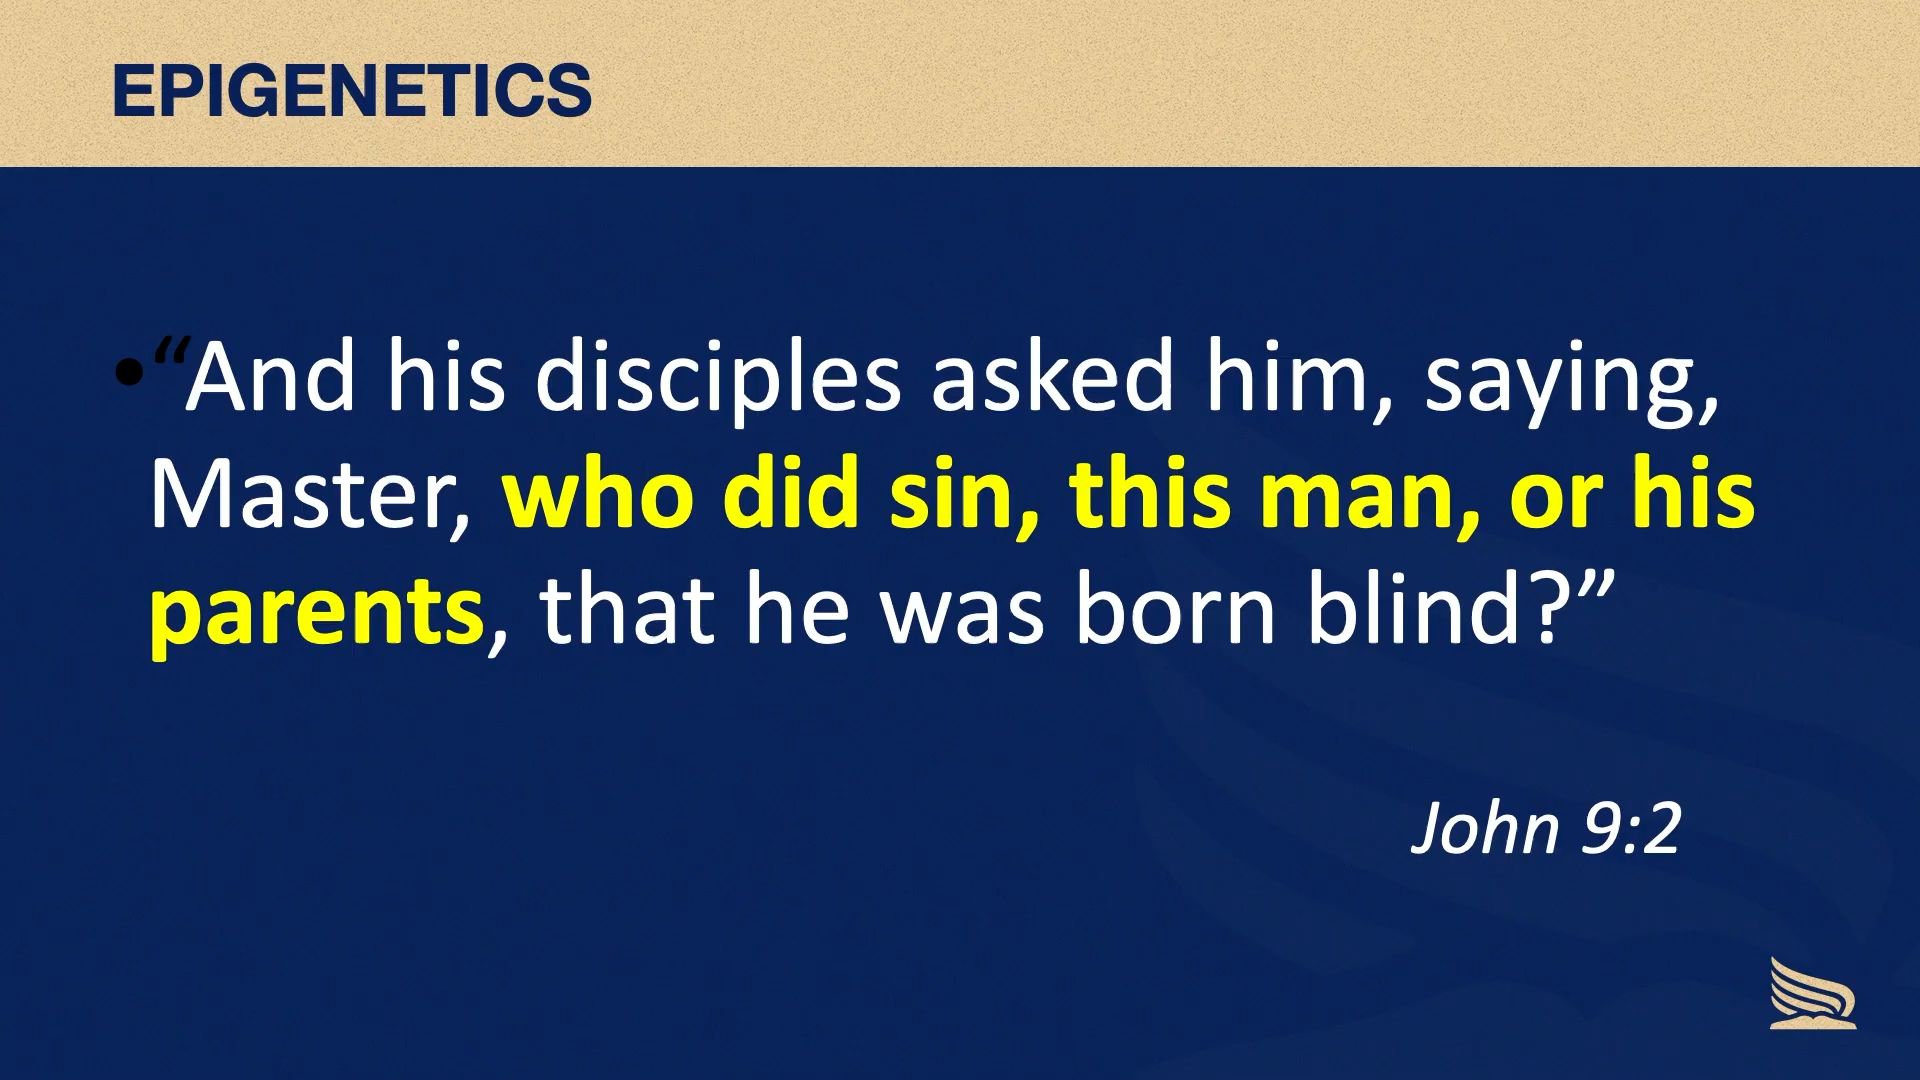 EPIGENETICS
•“And his disciples asked him, saying,
Master, who did sin, this man, or his
parents, that he was born blind?”
John 9:2